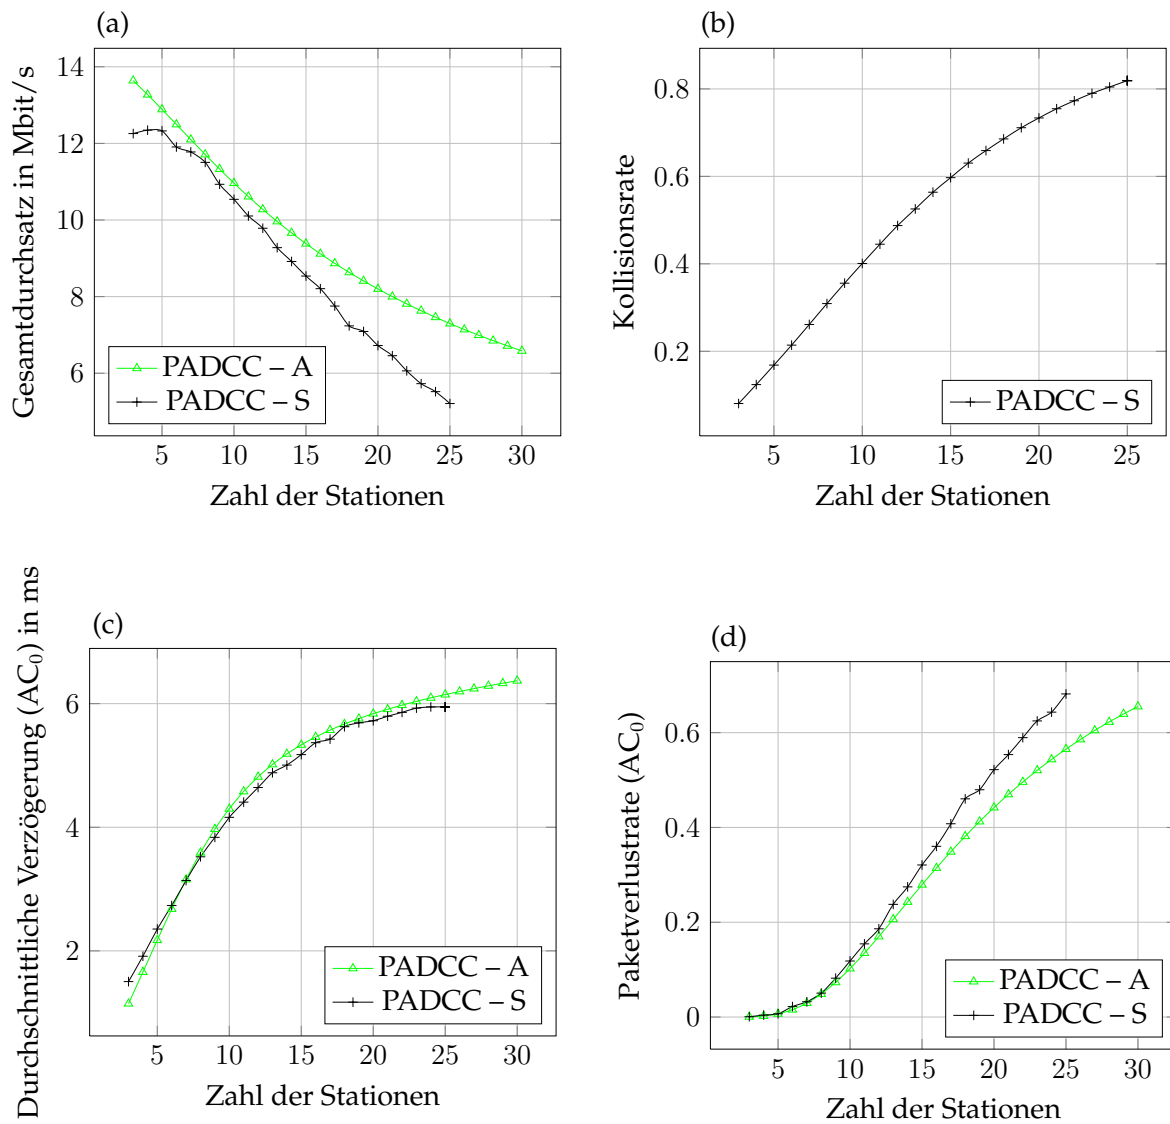 (a)
Gesamtdurchsatz in Mbit/s
14
12
10
8
6
PADCC – A
PADCC – S
5 10 15 20 25 30
Zahl der Stationen
(b)
Kollisionsrate
0.8
0.6
0.4
0.2
PADCC – S
5 10 15 20 25
Zahl der Stationen
(c)
Durchschnittliche Verzögerung (AC₀) in ms
6
4
2
PADCC – A
PADCC – S
5 10 15 20 25 30
Zahl der Stationen
(d)
Paketverlustrate (AC₀)
0.6
0.4
0.2
0
PADCC – A
PADCC – S
5 10 15 20 25 30
Zahl der Stationen